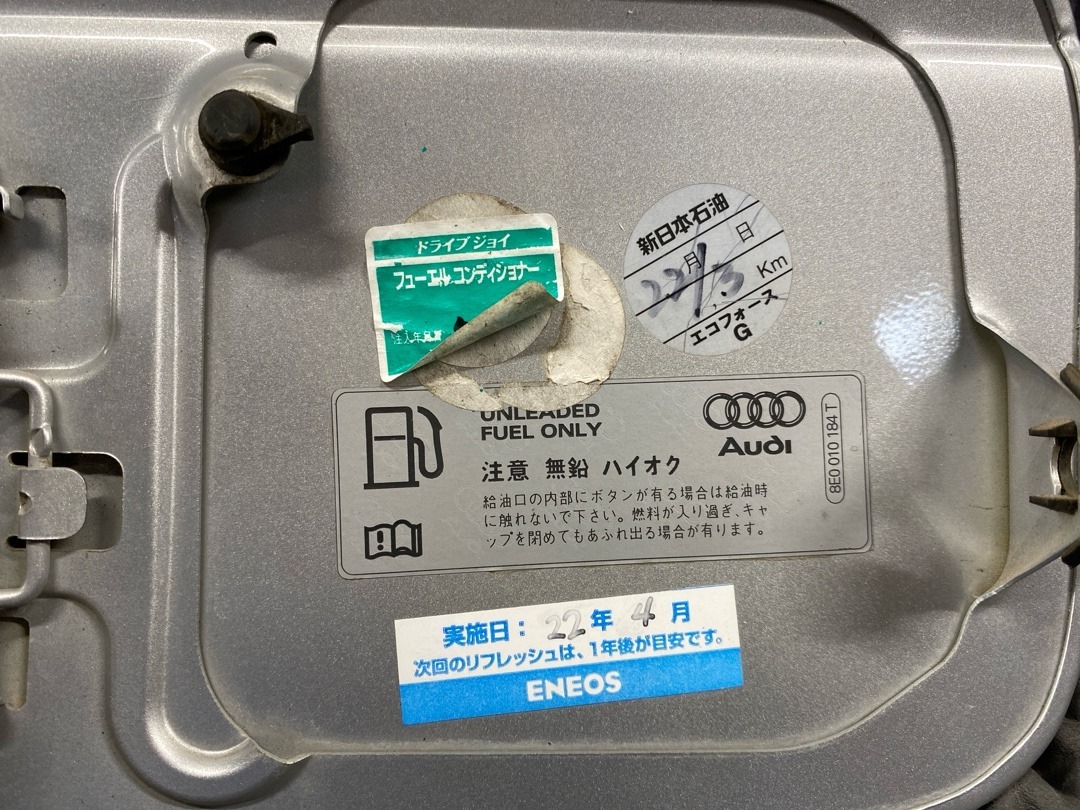 ドライブジョイ
フューエルコンディショナー
注入年月
新日本石油
月 日
22/3
Km
エコフォース
G
UNLEADED
FUEL ONLY
Audi
8E0 010 184 T
注意 無鉛 ハイオク
給油口の内部にボタンが有る場合は給油時
に触れないで下さい。燃料が入り過ぎ、キャ
ップを閉めてもあふれ出る場合が有ります。
実施日：22年 4月
次回のリフレッシュは、1年後が目安です。
ENEOS